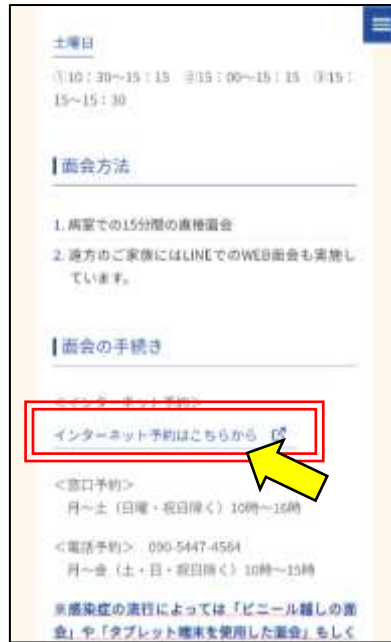 土曜日
①10:30～15:15 ②15:00～15:15 ③15:
15～15:30
面会方法
1. 病室での15分間の直接面会
2. 遠方のご家族にはLINEでのWEB面会も実施し
ています。
面会の手続き
＜インターネット予約＞
インターネット予約はこちらから
＜窓口予約＞
月～土（日曜・祝日除く）10時～16時
＜電話予約＞ 090-5447-4564
月～金（土・日・祝日除く）10時～15時
※感染症の流行によっては「ビニール越しの面
会」や「タブレット端末を使用した面会」もしく